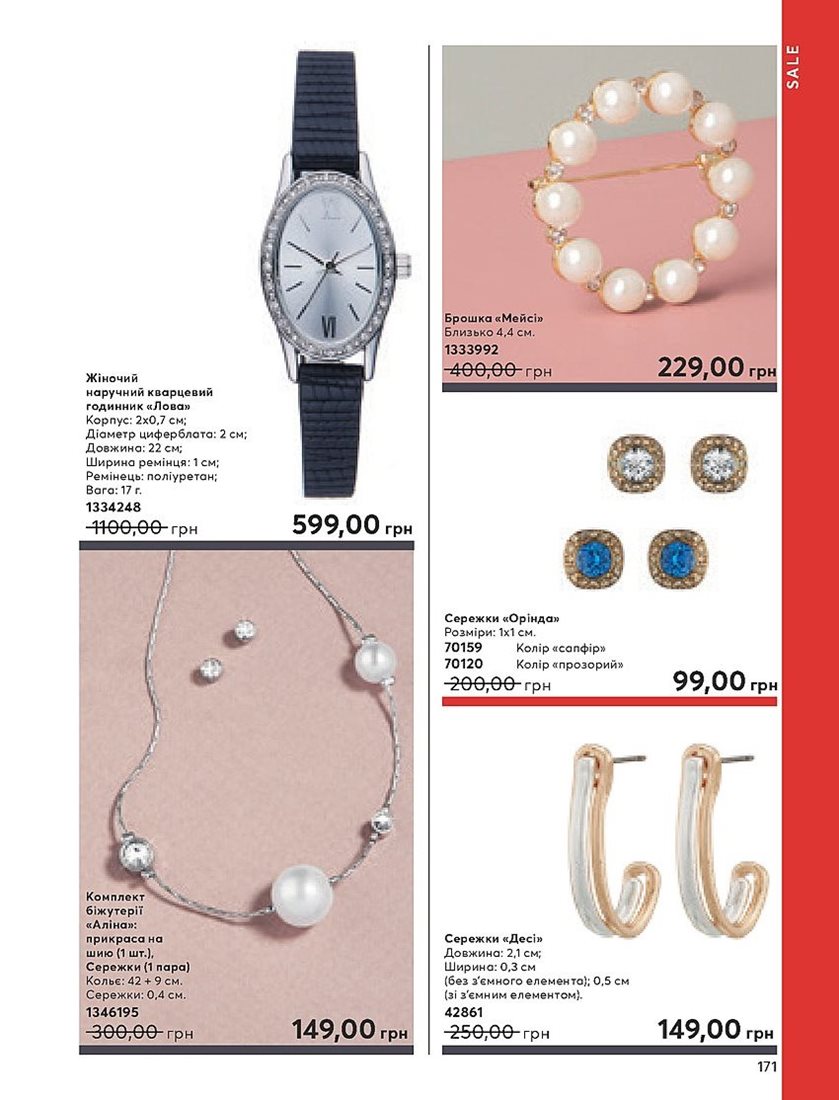 SALE
Жіночий
наручний кварцевий
годинник «Лова»
Корпус: 2х0,7 см;
Діаметр циферблата: 2 см;
Довжина: 22 см;
Ширина ремінця: 1 см;
Ремінець: поліуретан;
Вага: 17 г.
1334248
1100,00 грн
599,00 грн
XII
VI
Комплект
біжутерії
«Аліна»:
прикраса на
шию (1 шт.),
Сережки (1 пара)
Кольє: 42 + 9 см.
Сережки: 0,4 см.
1346195
300,00 грн
149,00 грн
Брошка «Мейсі»
Близько 4,4 см.
1333992
400,00 грн
229,00 грн
Сережки «Орінда»
Розміри: 1х1 см.
70159 Колір «сапфір»
70120 Колір «прозорий»
200,00 грн
99,00 грн
Сережки «Десі»
Довжина: 2,1 см;
Ширина: 0,3 см
(без з’ємного елемента); 0,5 см
(зі з’ємним елементом).
42861
250,00 грн
149,00 грн
171